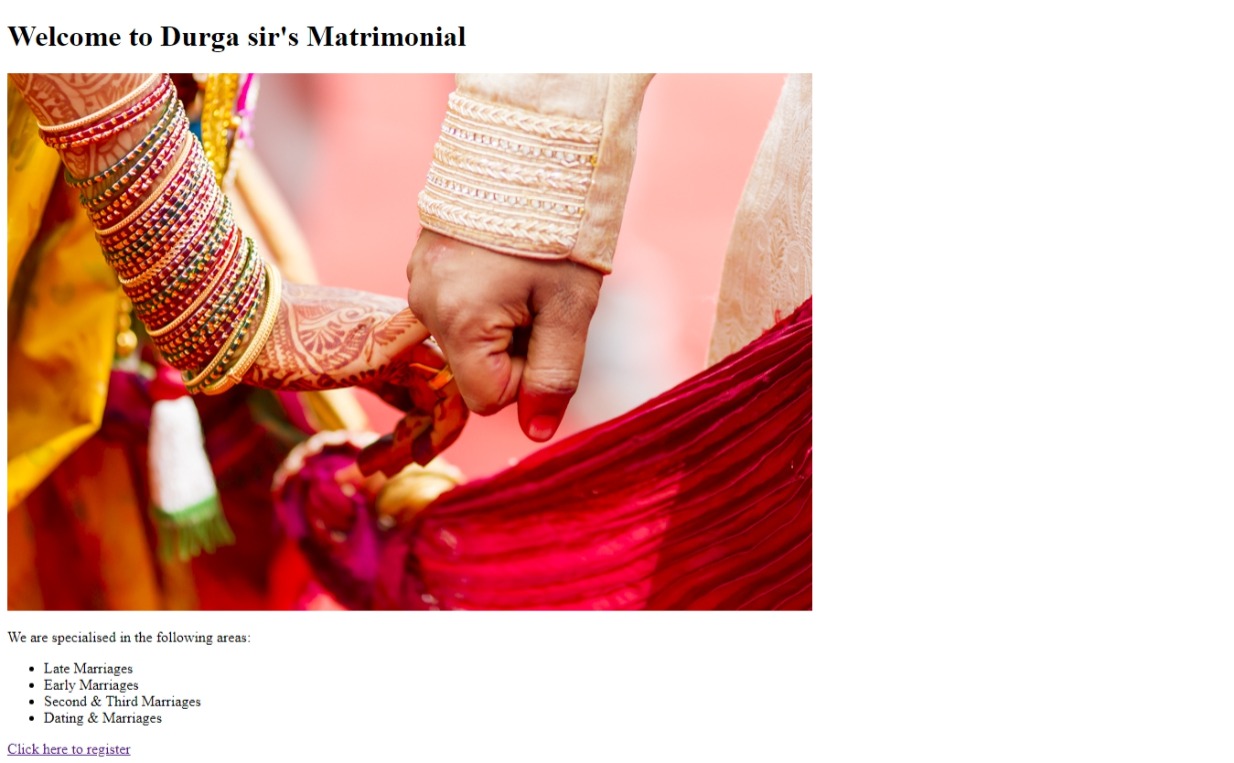 Welcome to Durga sir's Matrimonial
We are specialised in the following areas:
Late Marriages
Early Marriages
Second & Third Marriages
Dating & Marriages
Click here to register